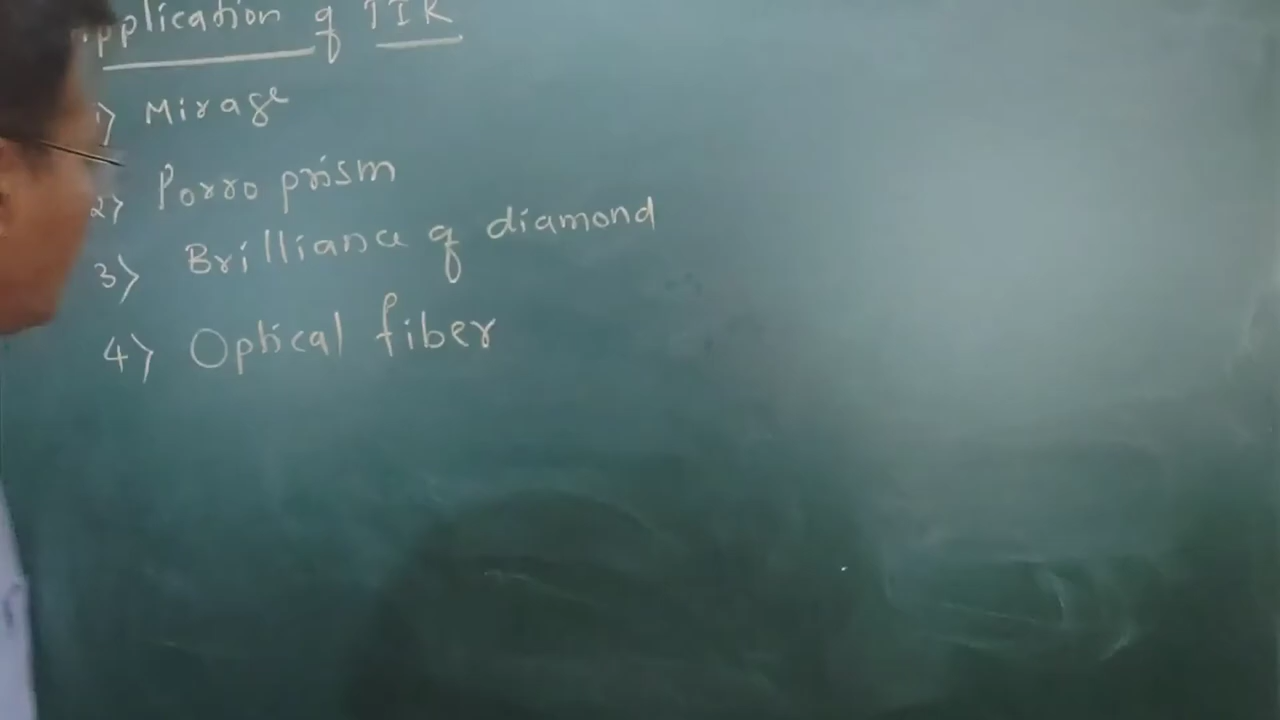 Application of TIR
1) Mirage
2) Porro prism
3) Brilliance of diamond
4) Optical fiber